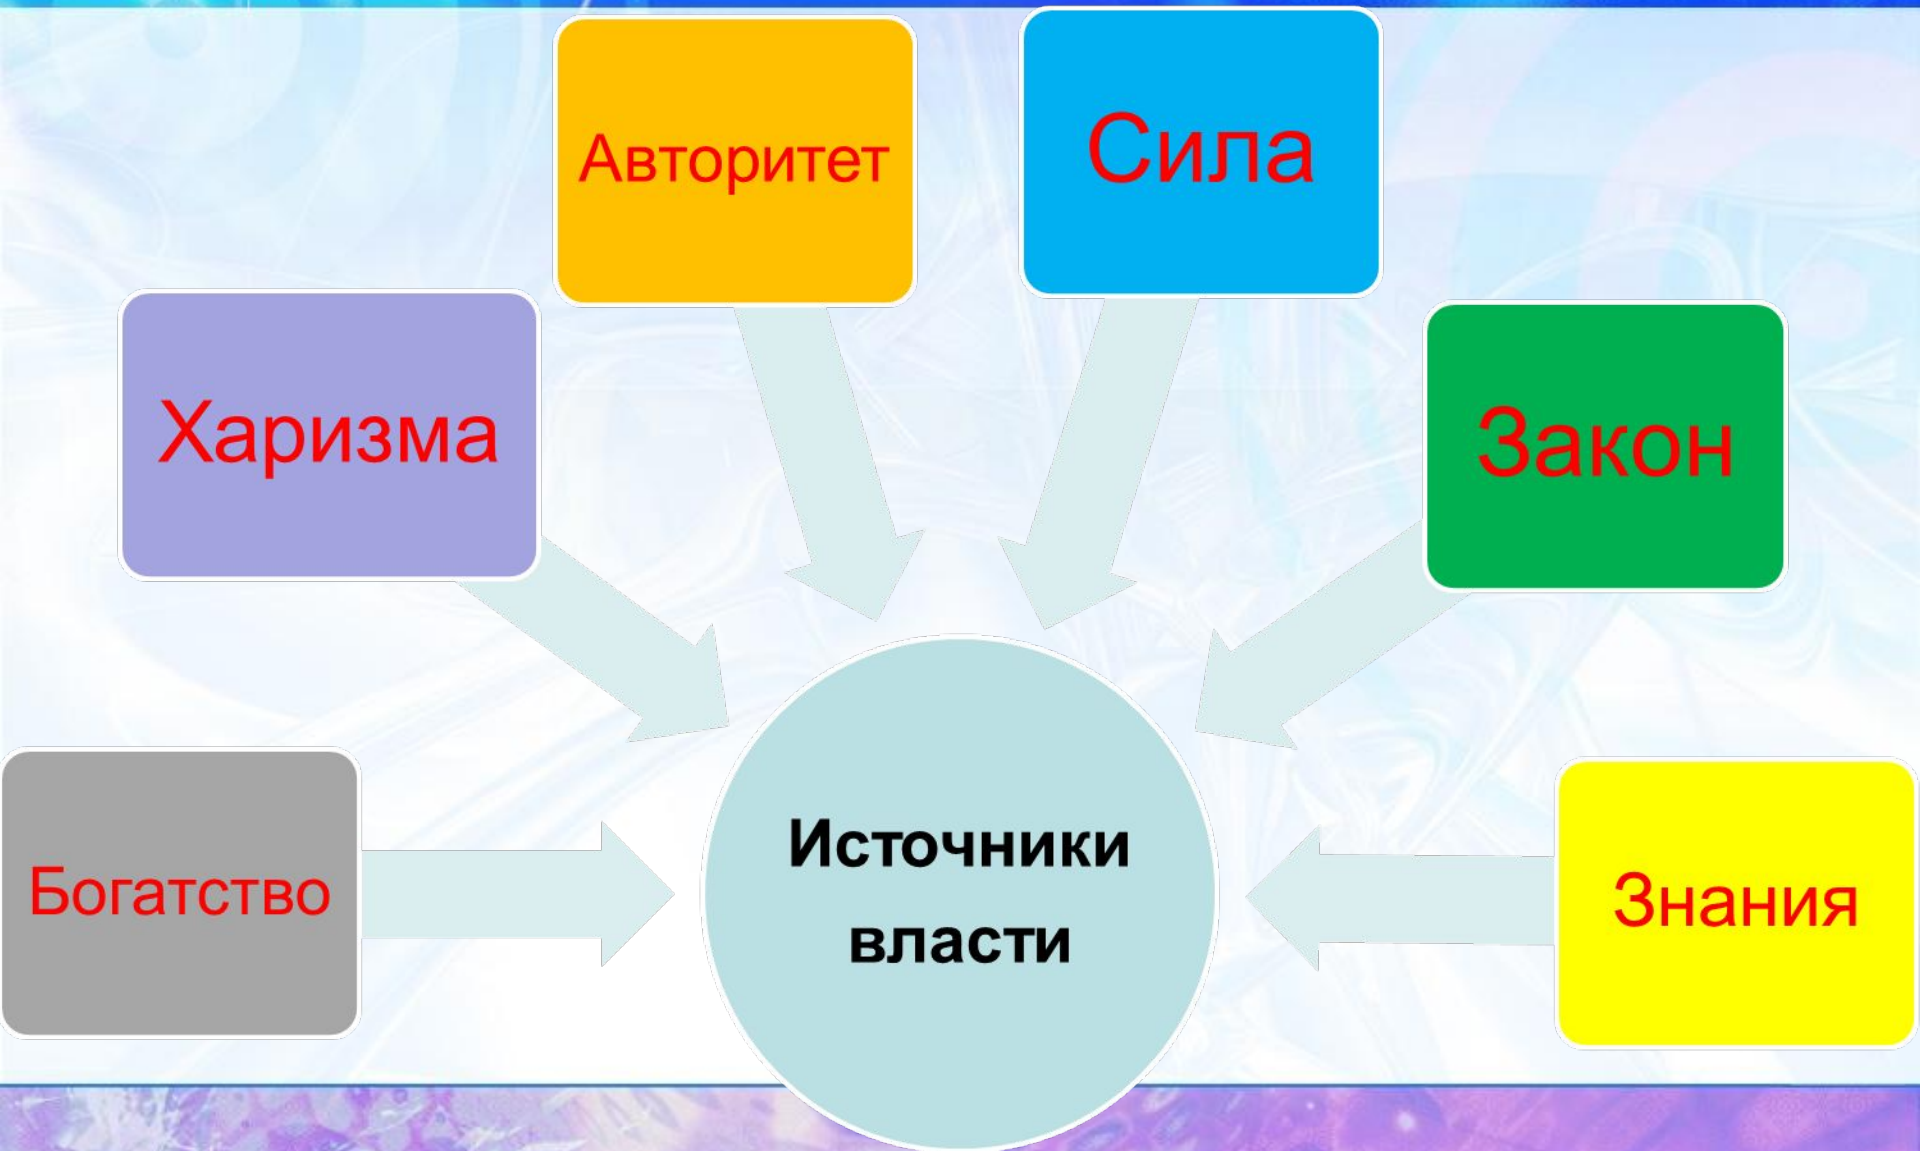 Авторитет
Сила
Харизма
Закон
Богатство
Источники
власти
Знания